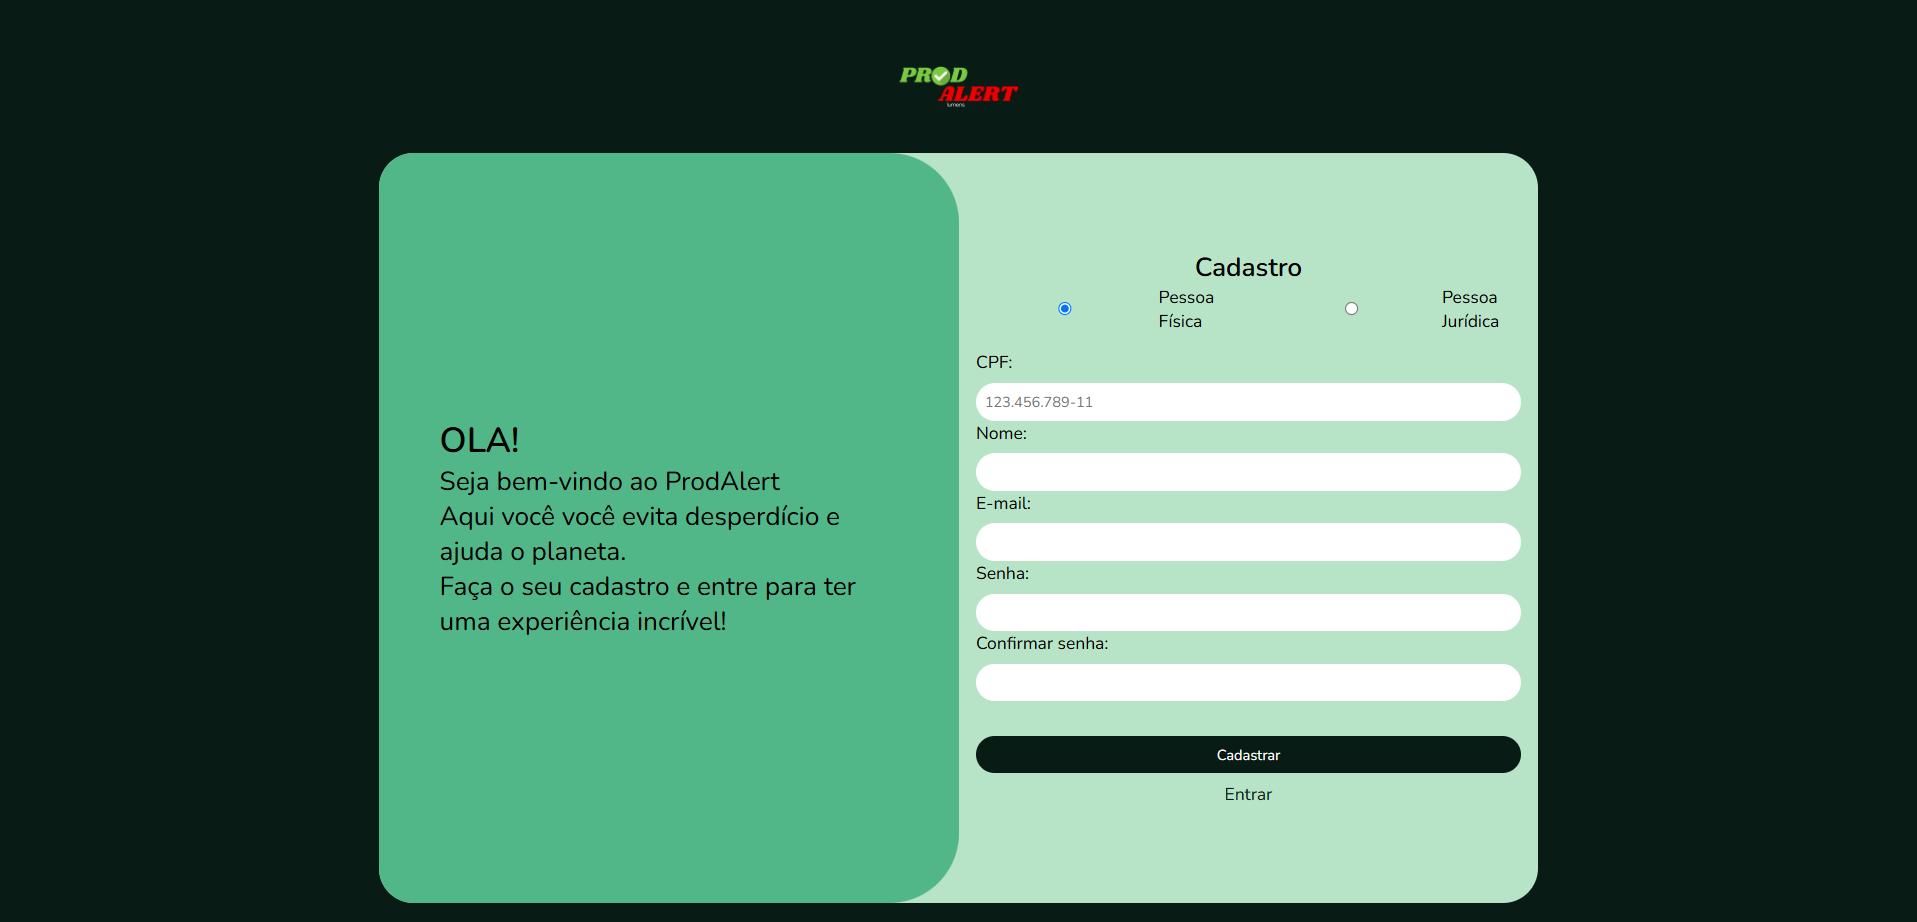 PROD
ALERT
lumens
OLA!
Seja bem-vindo ao ProdAlert
Aqui você você evita desperdício e
ajuda o planeta.
Faça o seu cadastro e entre para ter
uma experiência incrível!
Cadastro
Pessoa
Física
Pessoa
Jurídica
CPF:
123.456.789-11
Nome:
E-mail:
Senha:
Confirmar senha:
Cadastrar
Entrar